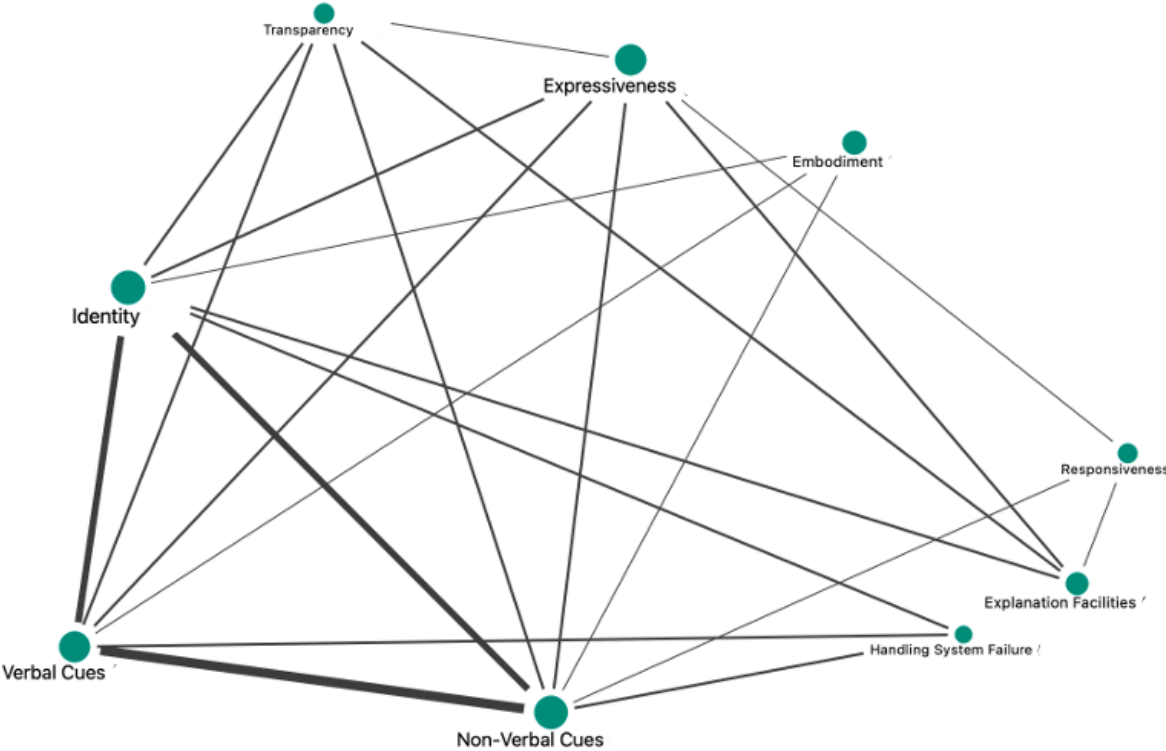 Transparency
Expressiveness
Embodiment
Identity
Responsiveness
Explanation Facilities
Handling System Failure
Verbal Cues
Non-Verbal Cues